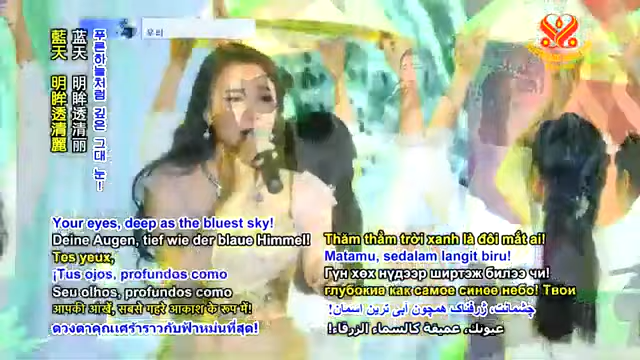 우리
푸른하늘처럼 깊은 그대 눈!
蓝天 明眸透清丽
藍天 明眸透清麗
Your eyes, deep as the bluest sky!
Deine Augen, tief wie der blaue Himmel!
Tes yeux,
¡Tus ojos, profundos como
Seu olhos, profundos como
आपकी आंखें, सबसे गहरे आकाश के रूप में!
ดวงตาคุณเศร้าราวกับฟ้าหม่นที่สุด!
Thăm thẳm trời xanh là đôi mắt ai!
Matamu, sedalam langit biru!
Гүн хөх нүдээр ширтэж билээ чи!
глубокие как самое синее небо! Твои
چشمانت، ژرفناک همچون آبی ترین آسمان!
عيونك، عميقة كالسماء الزرقاء!